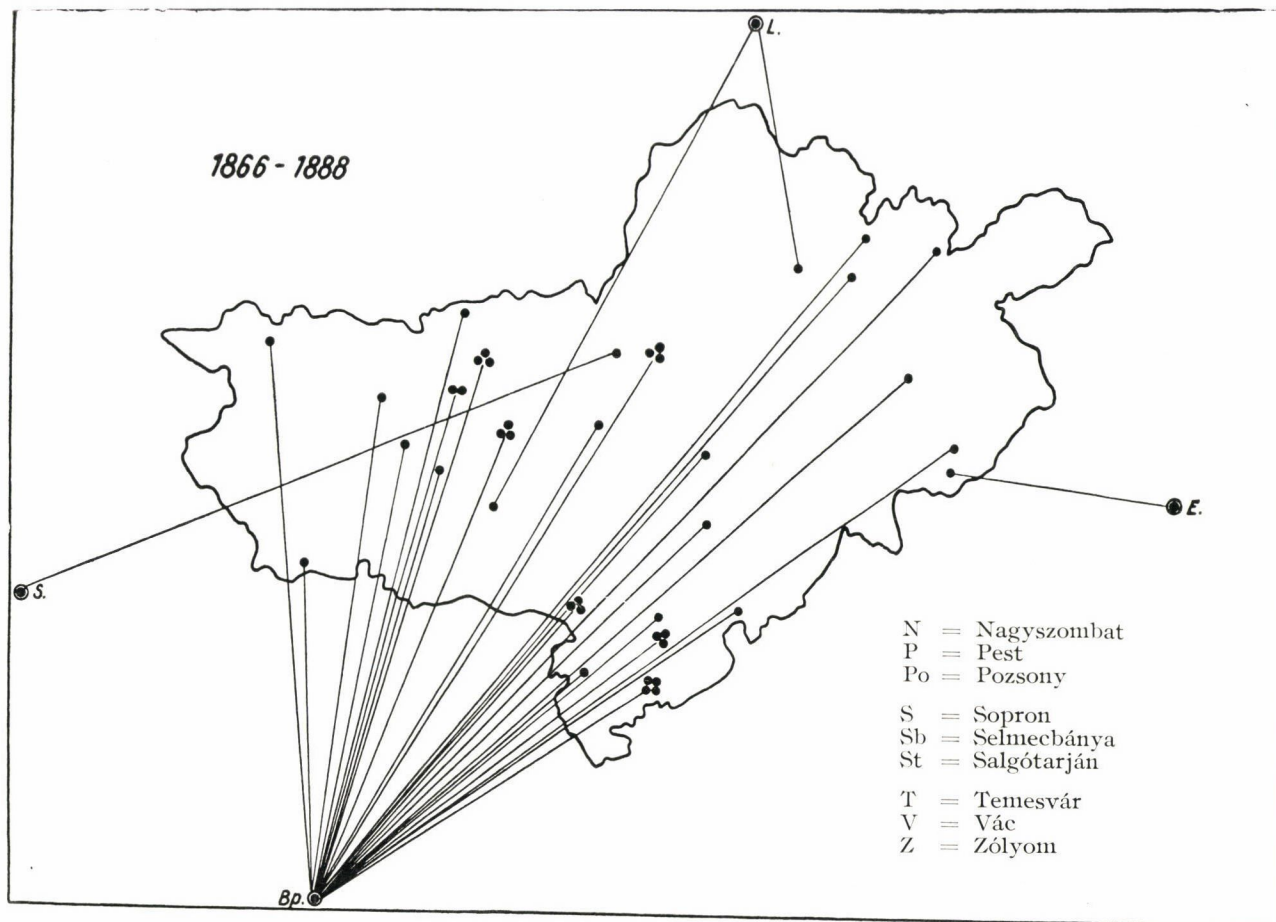 L.
1866 - 1888
E.
S.
N = Nagyszombat
P = Pest
Po = Pozsony
S = Sopron
Sb = Selmecbánya
St = Salgótarján
T = Temesvár
V = Vác
Z = Zólyom
Bp.